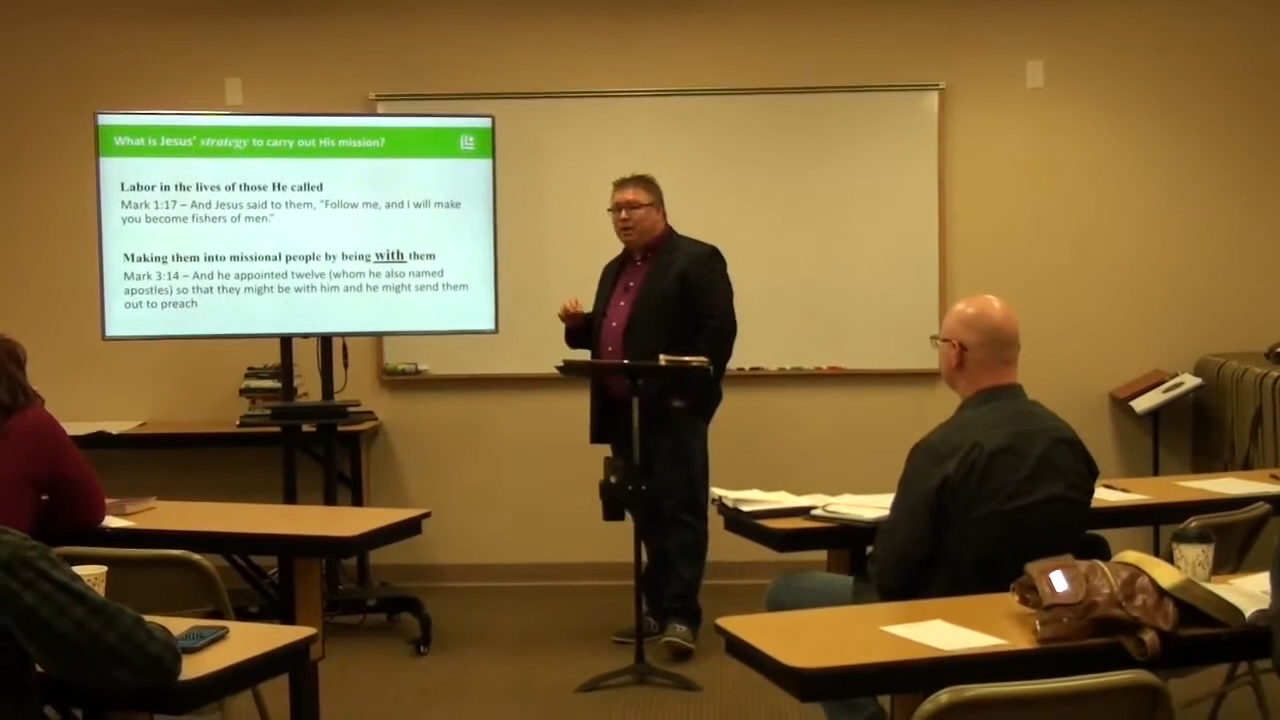 What is Jesus' strategy to carry out His mission?
Labor in the lives of those He called
Mark 1:17 – And Jesus said to them, "Follow me, and I will make
you become fishers of men."
Making them into missional people by being with them
Mark 3:14 – And he appointed twelve (whom he also named
apostles) so that they might be with him and he might send them
out to preach